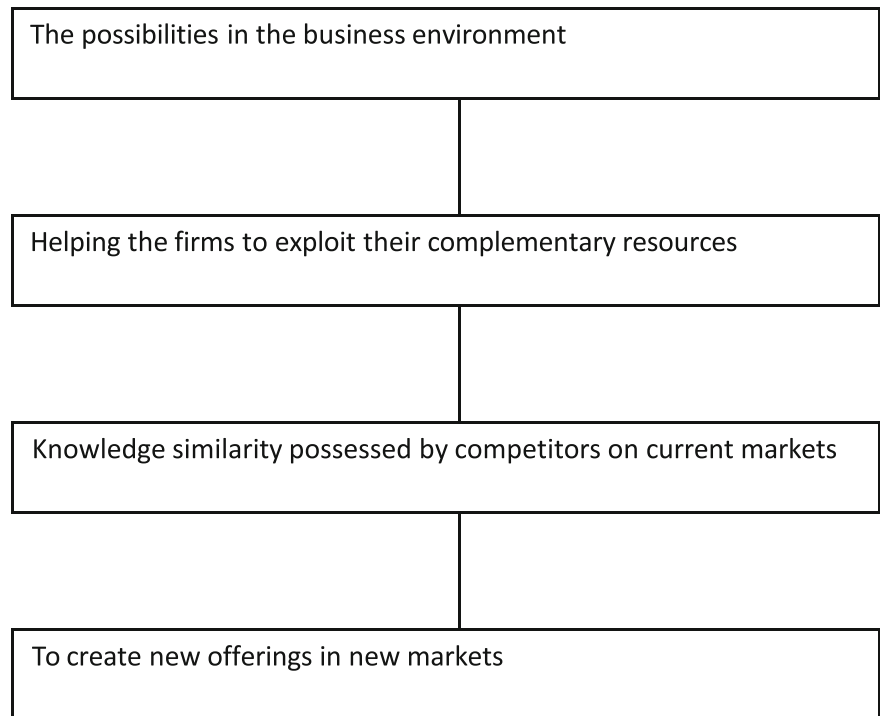 The possibilities in the business environment
Helping the firms to exploit their complementary resources
Knowledge similarity possessed by competitors on current markets
To create new offerings in new markets